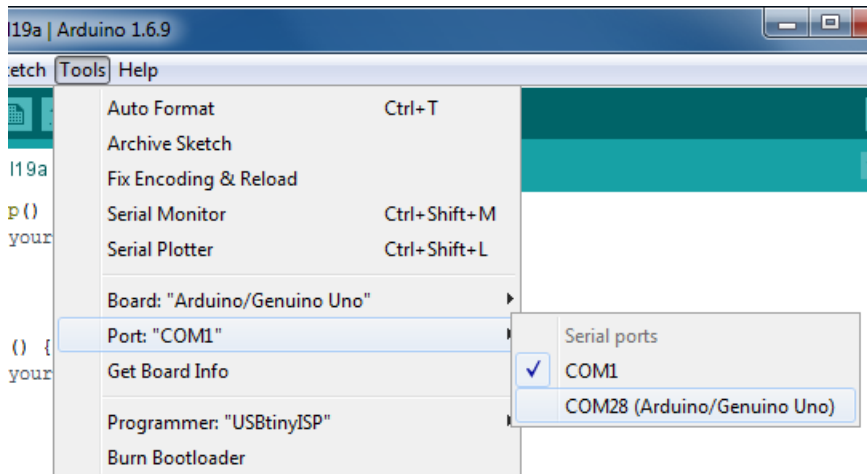 l19a | Arduino 1.6.9
ketch Tools Help
Auto Format Ctrl+T
Archive Sketch
l19a
Fix Encoding & Reload
p()
Serial Monitor Ctrl+Shift+M
your
Serial Plotter Ctrl+Shift+L
Board: "Arduino/Genuino Uno"
Port: "COM1"
Serial ports
() {
your
Get Board Info
COM1
COM28 (Arduino/Genuino Uno)
Programmer: "USBtinyISP"
Burn Bootloader